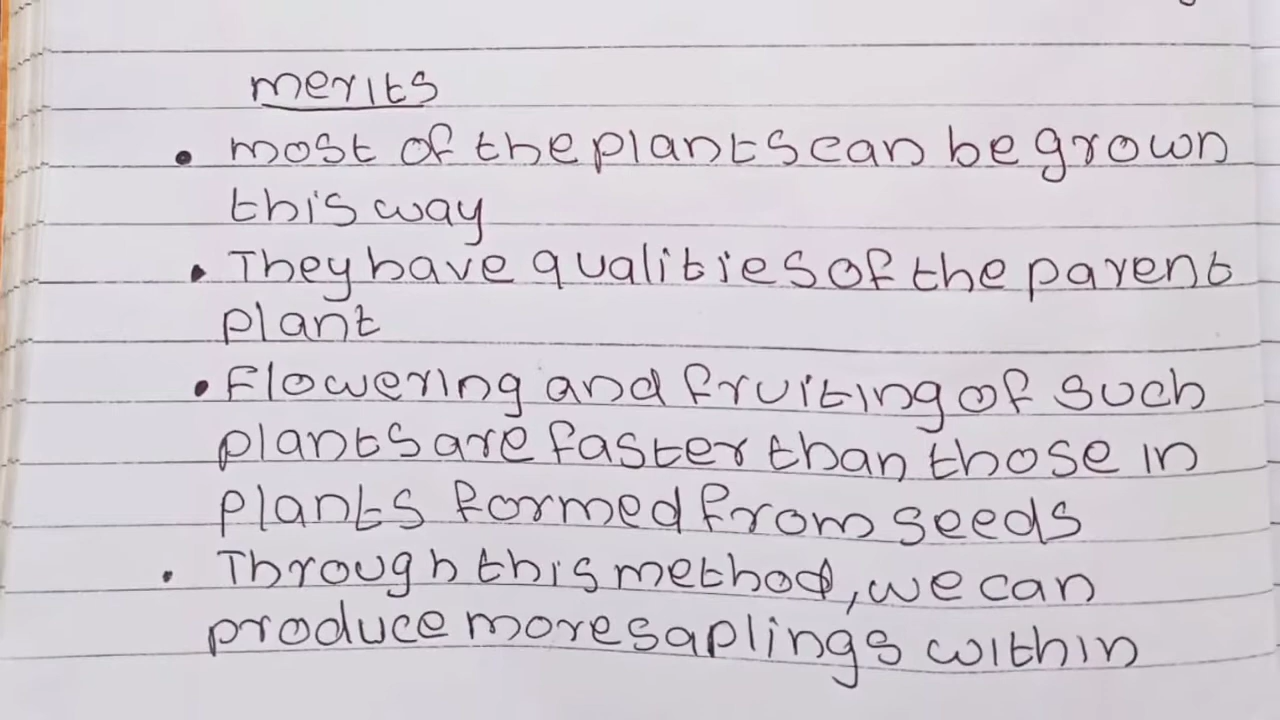 merits
• most of the plants can be grown
this way
• They have qualities of the parent
plant
• Flowering and fruiting of such
plants are faster than those in
plants formed from seeds
• Through this method, we can
produce more saplings within